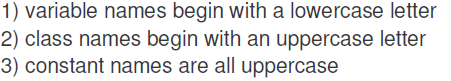 1) variable names begin with a lowercase letter
2) class names begin with an uppercase letter
3) constant names are all uppercase